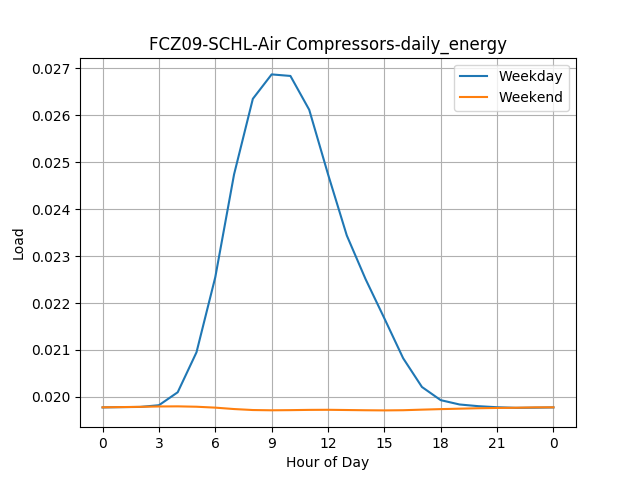 FCZ09-SCHL-Air Compressors-daily_energy
Weekday
Weekend
0.027
0.026
0.025
0.024
0.023
0.022
0.021
0.020
Load
0 3 6 9 12 15 18 21 0
Hour of Day